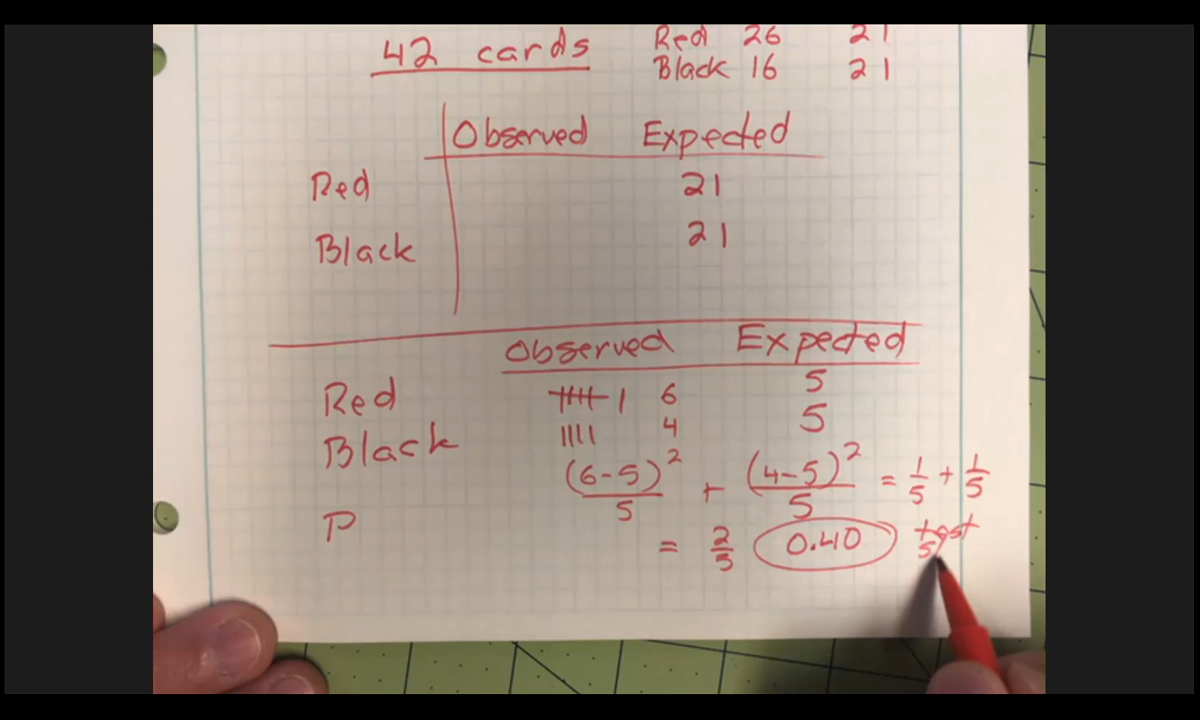 42 cards Red 26 21
Black 16 21
Observed Expected
Red 21
Black 21
Observed Expected
Red 𝍸 | 6 5
Black |||| 4 5
(6-5)²/5 + (4-5)²/5 = 1/5 + 1/5
P
= 2/5 0.40 test